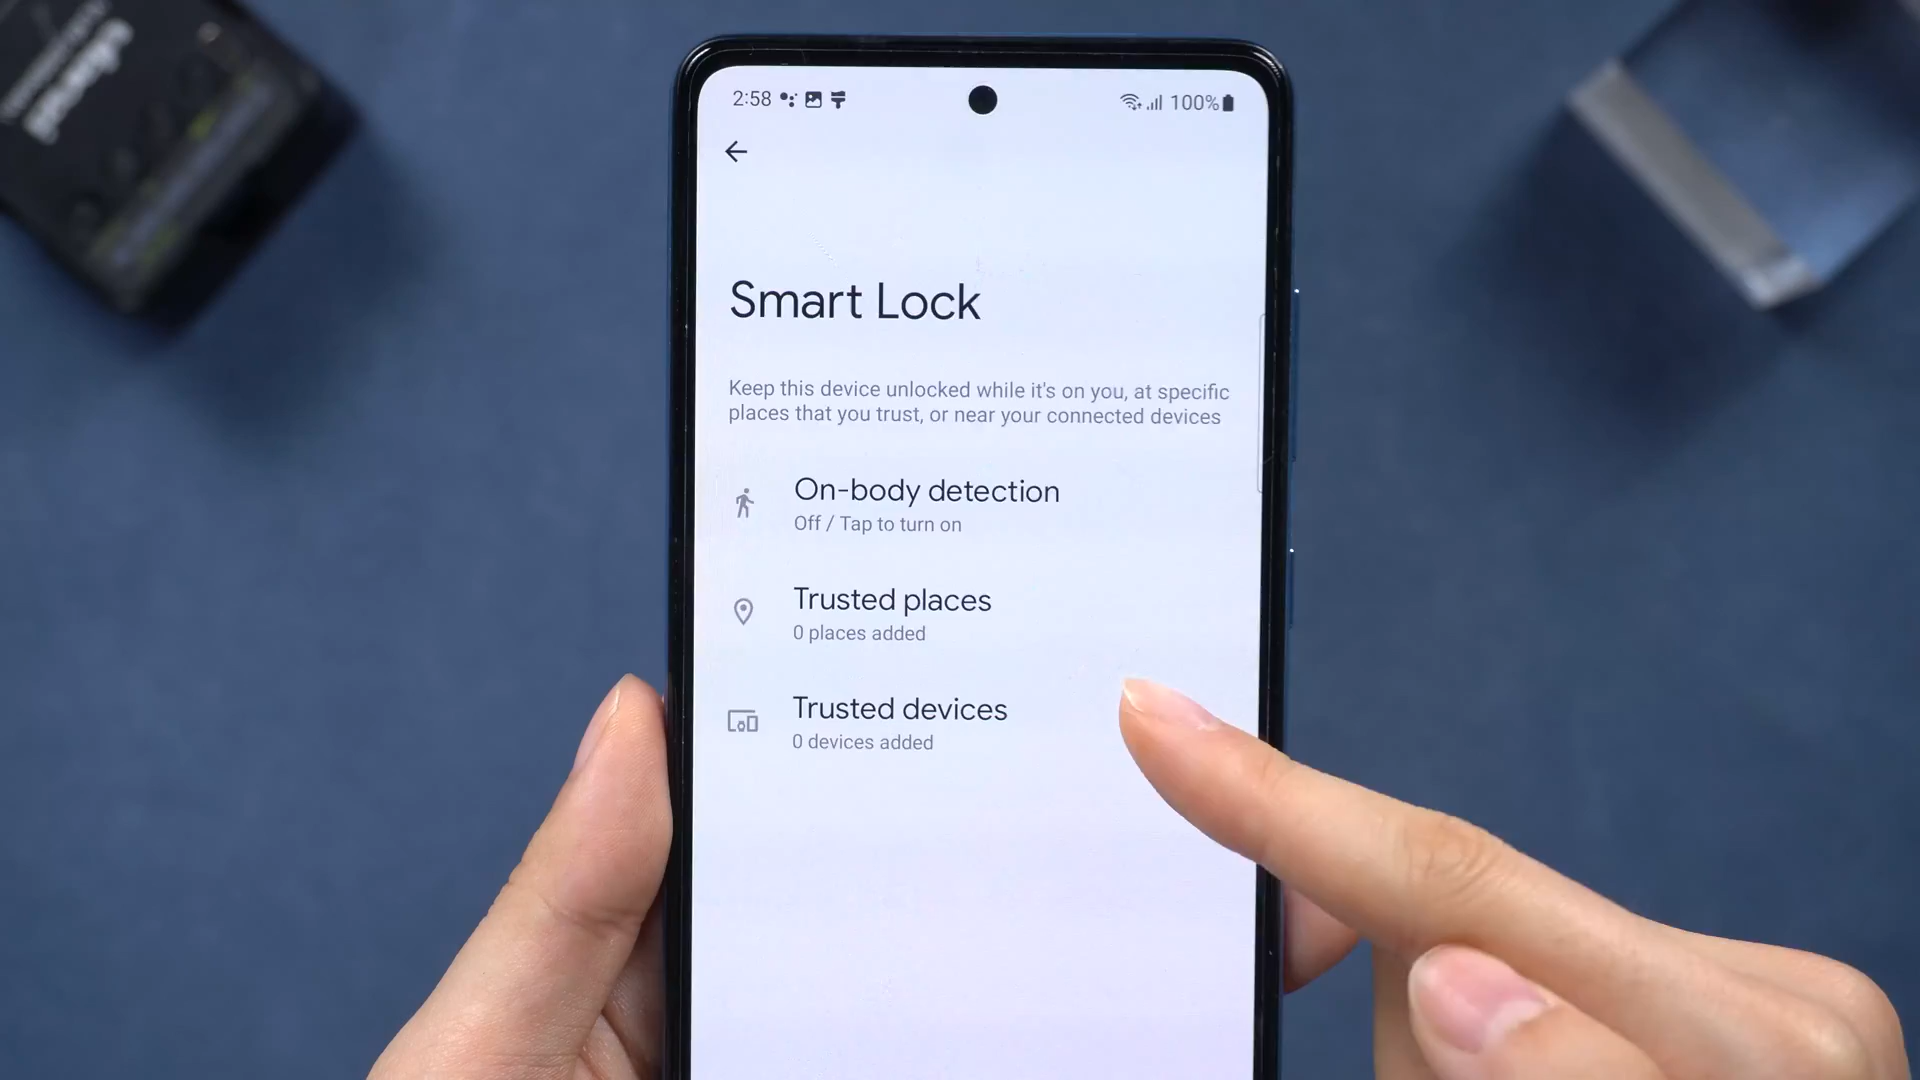 2:58
100%
Smart Lock
Keep this device unlocked while it's on you, at specific
places that you trust, or near your connected devices
On-body detection
Off / Tap to turn on
Trusted places
0 places added
Trusted devices
0 devices added